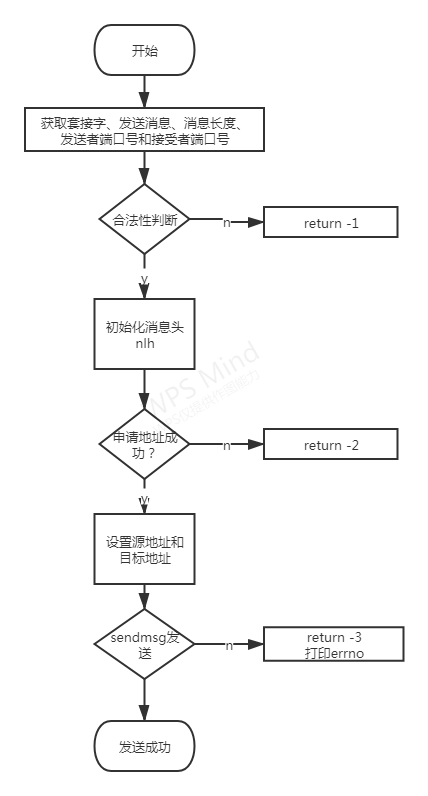 开始
获取套接字、发送消息、消息长度、
发送者端口号和接受者端口号
合法性判断
n
return -1
y
初始化消息头
nlh
WPS Mind
申请地址成
功？
n
return -2
y
设置源地址和
目标地址
sendmsg发
送
n
return -3
打印errno
发送成功